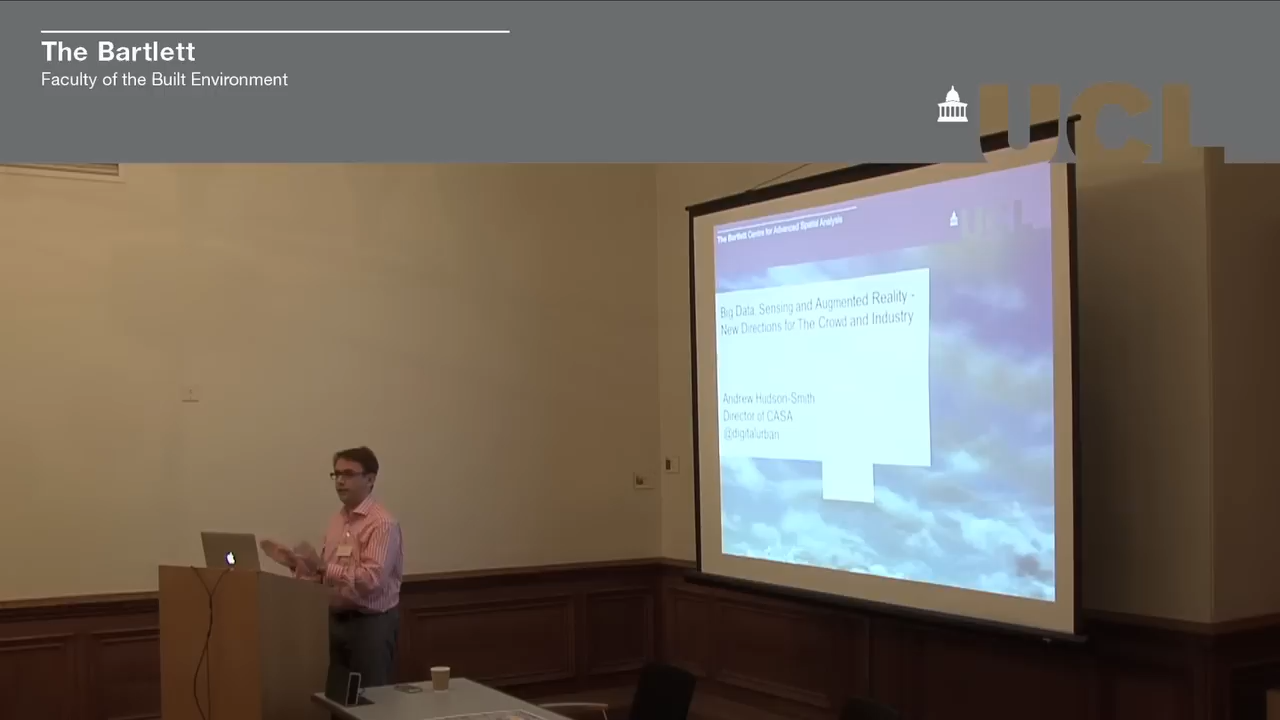 The Bartlett
Faculty of the Built Environment
UCL
The Bartlett Centre for Advanced Spatial Analysis
UCL
Big Data, Sensing and Augmented Reality -
New Directions for The Crowd and Industry
Andrew Hudson-Smith
Director of CASA
@digitalurban